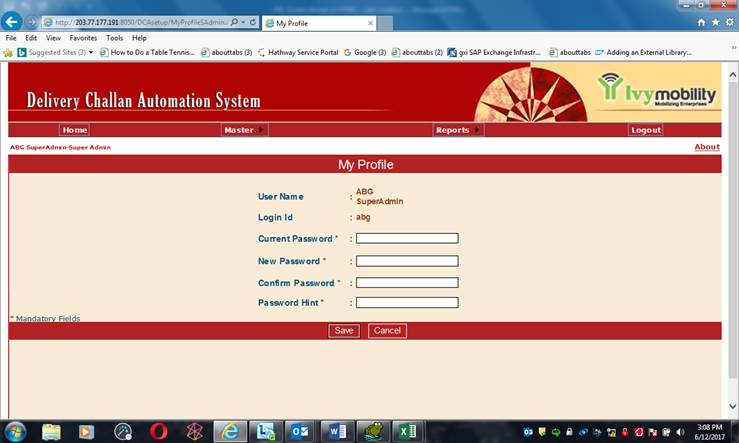 http://203.77.177.191:8050/DCAsetup/MyProfileSAdmin.
My Profile
File Edit View Favorites Tools Help
Suggested Sites (3) How to Do a Table Tennis... abouttabs (3) Hathway Service Portal Google (3) abouttabs (2) gxi SAP Exchange Infrastr... abouttabs Adding an External Library...
Delivery Challan Automation System
Ivymobility
Mobilizing Enterprises
Home Master Reports Logout
ABG SuperAdmin-Super Admin About
My Profile
User Name : ABG
SuperAdmin
Login Id : abg
Current Password * :
New Password * :
Confirm Password * :
Password Hint * :
* Mandatory Fields
Save Cancel
3:08 PM
6/12/2017